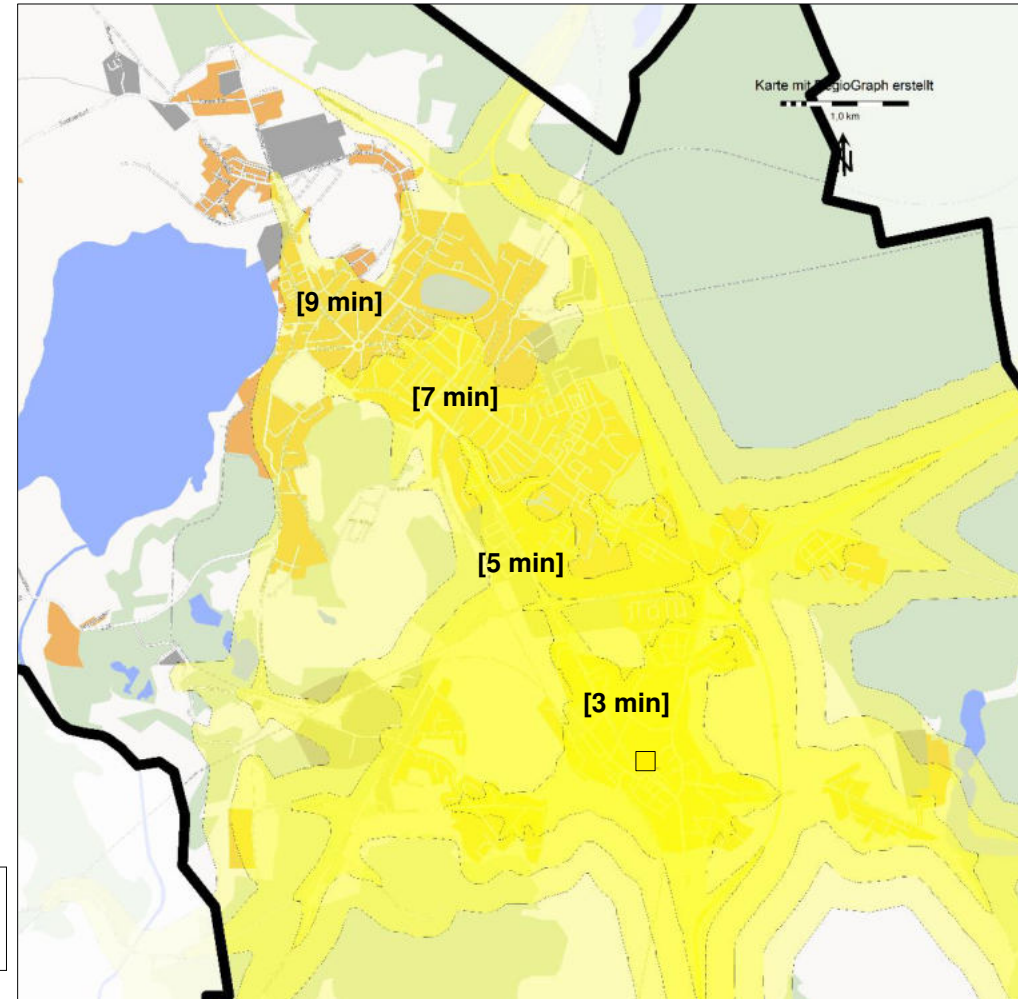 Karte mit RegioGraph erstellt
1,0 km
[9 min]
[7 min]
[5 min]
[3 min]